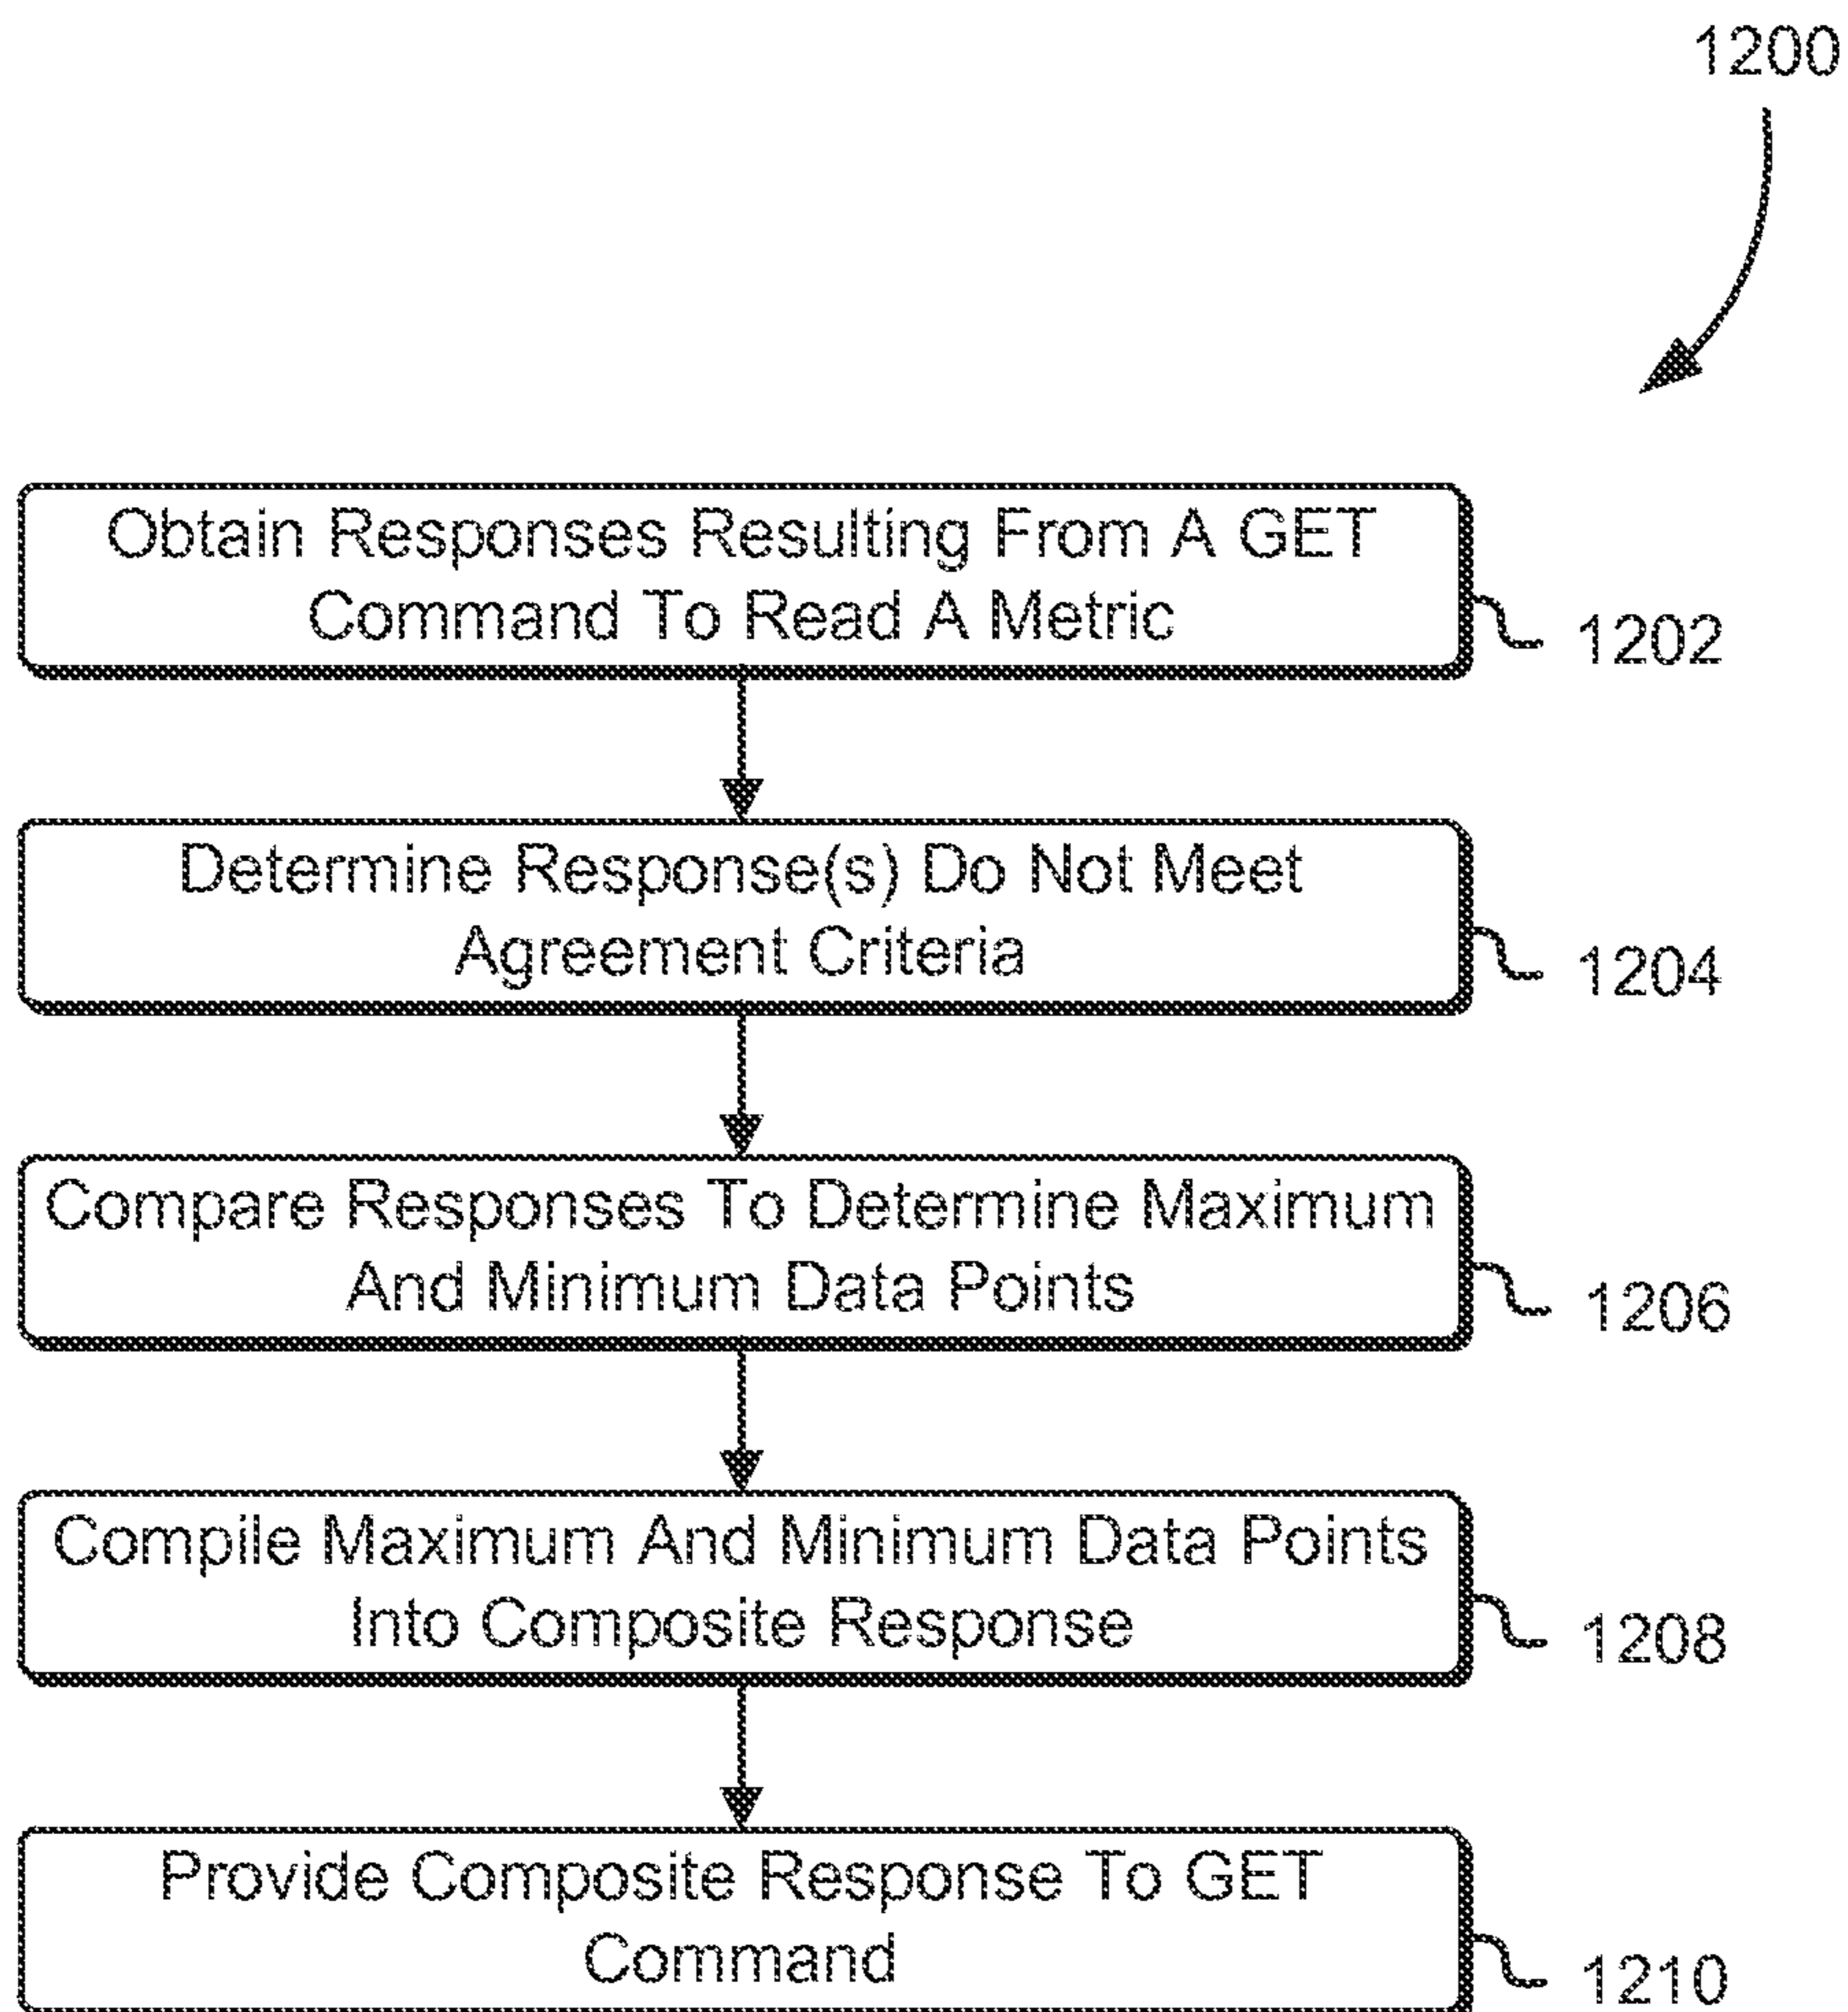 1200
Obtain Responses Resulting From A GET
Command To Read A Metric
1202
Determine Response(s) Do Not Meet
Agreement Criteria
1204
Compare Responses To Determine Maximum
And Minimum Data Points
1206
Compile Maximum And Minimum Data Points
Into Composite Response
1208
Provide Composite Response To GET
Command
1210